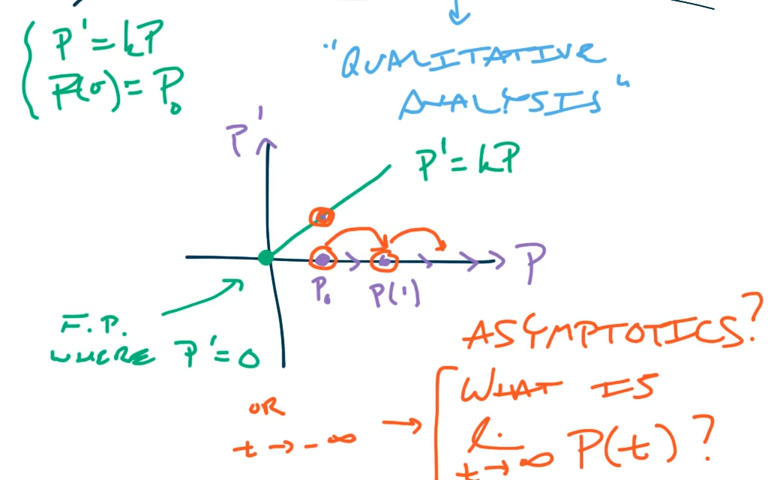 P' = kP
P(0) = P₀
"QUALITATIVE
ANALYSIS"
P'
P' = kP
P
P₀
P(1)
F.P.
WHERE P' = 0
ASYMPTOTICS?
WHAT IS
OR
t → -∞
lim P(t)?
t→∞